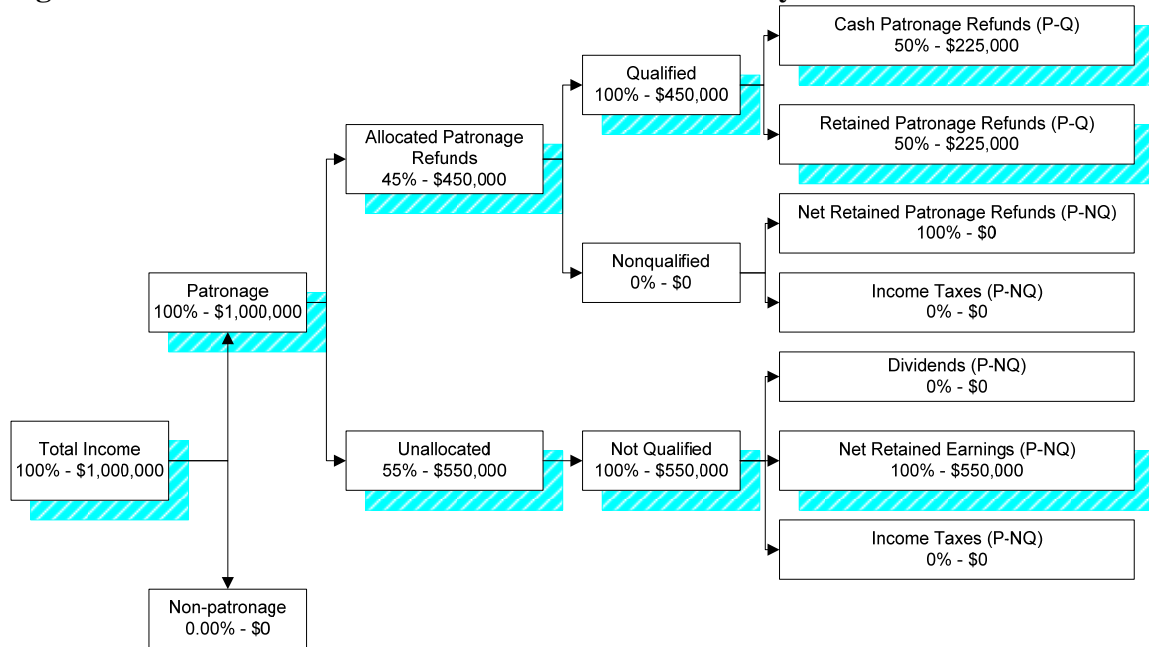 Cash Patronage Refunds (P-Q)
50% - $225,000
Qualified
100% - $450,000
Retained Patronage Refunds (P-Q)
50% - $225,000
Allocated Patronage
Refunds
45% - $450,000
Net Retained Patronage Refunds (P-NQ)
100% - $0
Nonqualified
0% - $0
Income Taxes (P-NQ)
0% - $0
Patronage
100% - $1,000,000
Dividends (P-NQ)
0% - $0
Total Income
100% - $1,000,000
Unallocated
55% - $550,000
Not Qualified
100% - $550,000
Net Retained Earnings (P-NQ)
100% - $550,000
Income Taxes (P-NQ)
0% - $0
Non-patronage
0.00% - $0